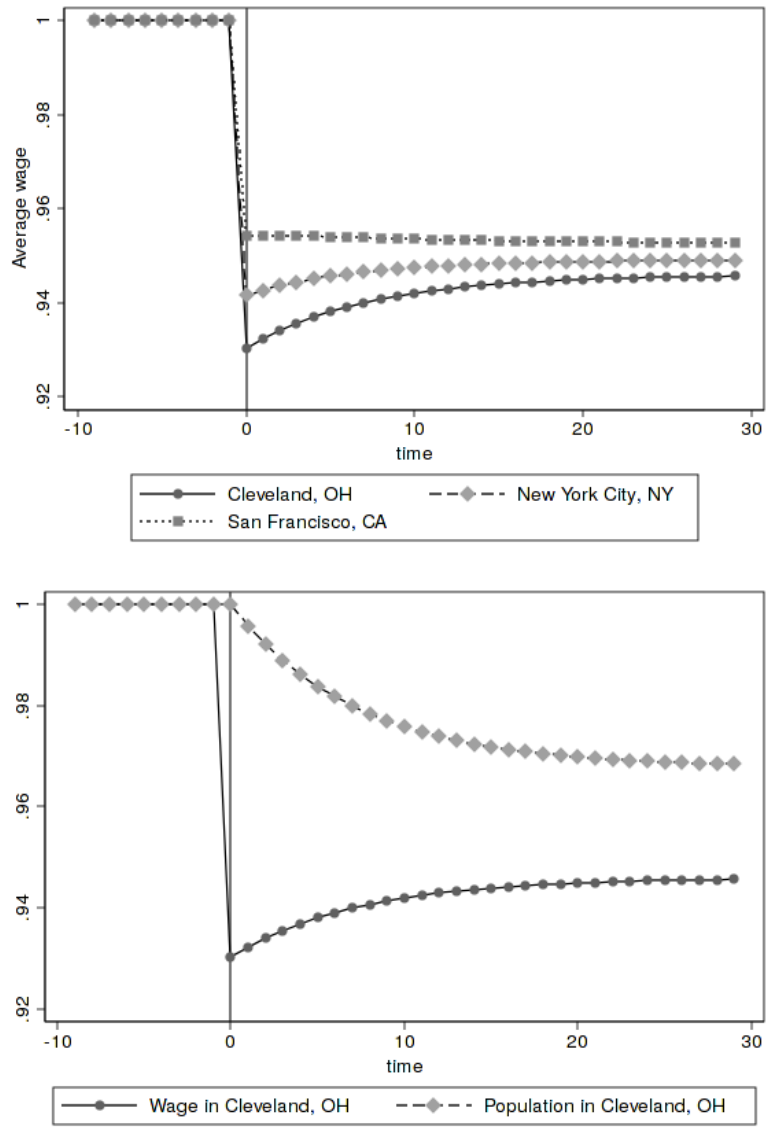 Average wage
1
.98
.96
.94
.92
-10 0 10 20 30
time
Cleveland, OH New York City, NY
San Francisco, CA
1
.98
.96
.94
.92
-10 0 10 20 30
time
Wage in Cleveland, OH Population in Cleveland, OH